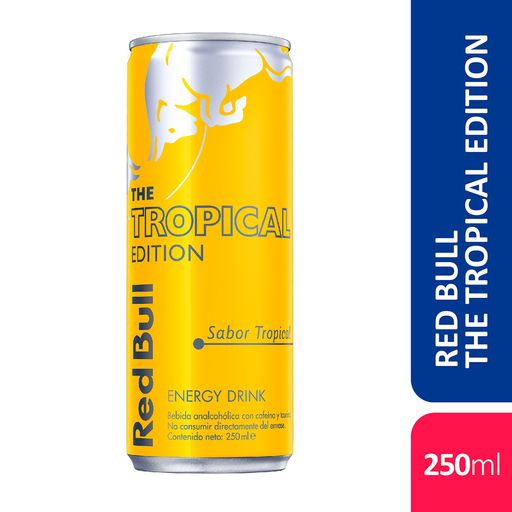 THE
TROPICAL
EDITION
Red Bull
Sabor Tropical
ENERGY DRINK
Bebida analcohólica con cafeína y
No consumir directamente del envase.
Contenido neto: 250 ml e
RED BULL
THE TROPICAL EDITION
250ml